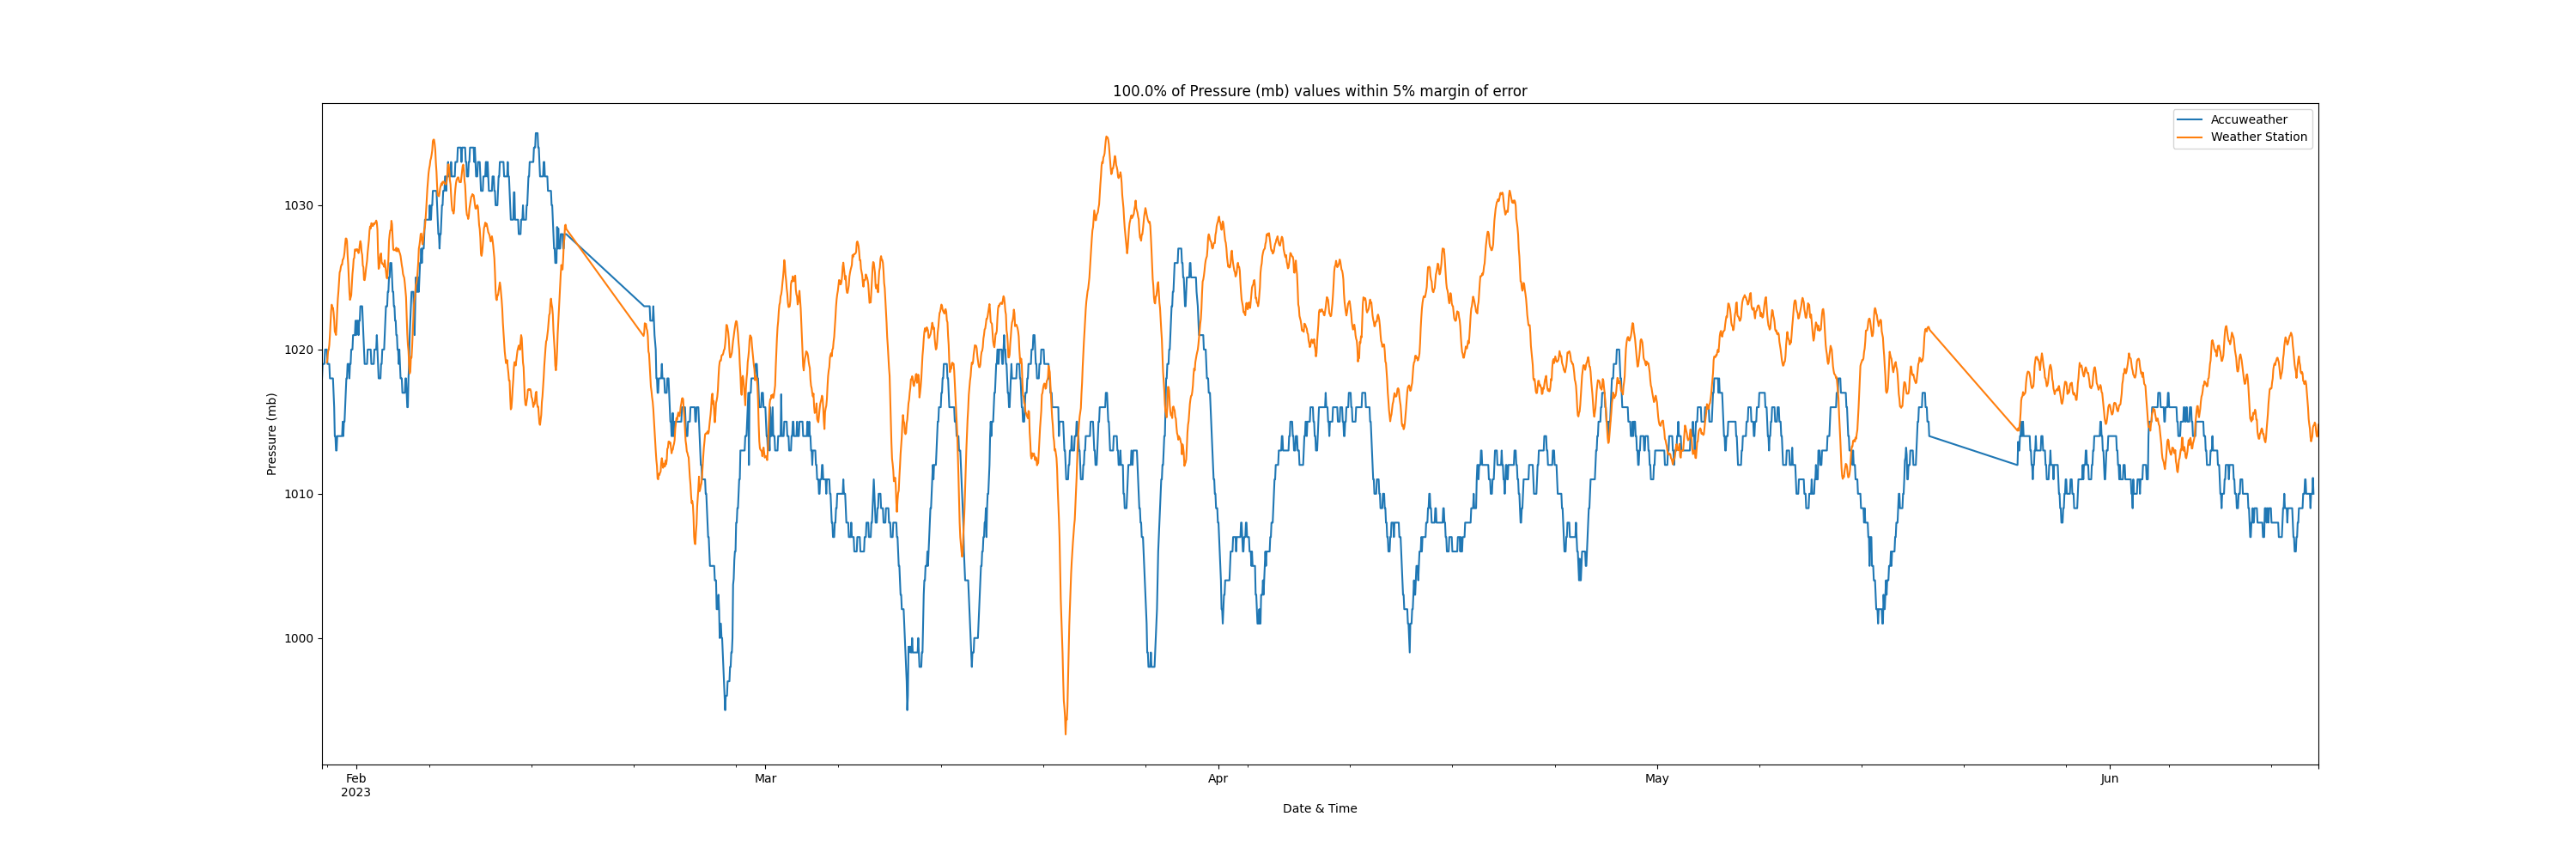 100.0% of Pressure (mb) values within 5% margin of error
Accuweather
Weather Station
Pressure (mb)
1030
1020
1010
1000
Feb
2023
Mar
Apr
May
Jun
Date & Time